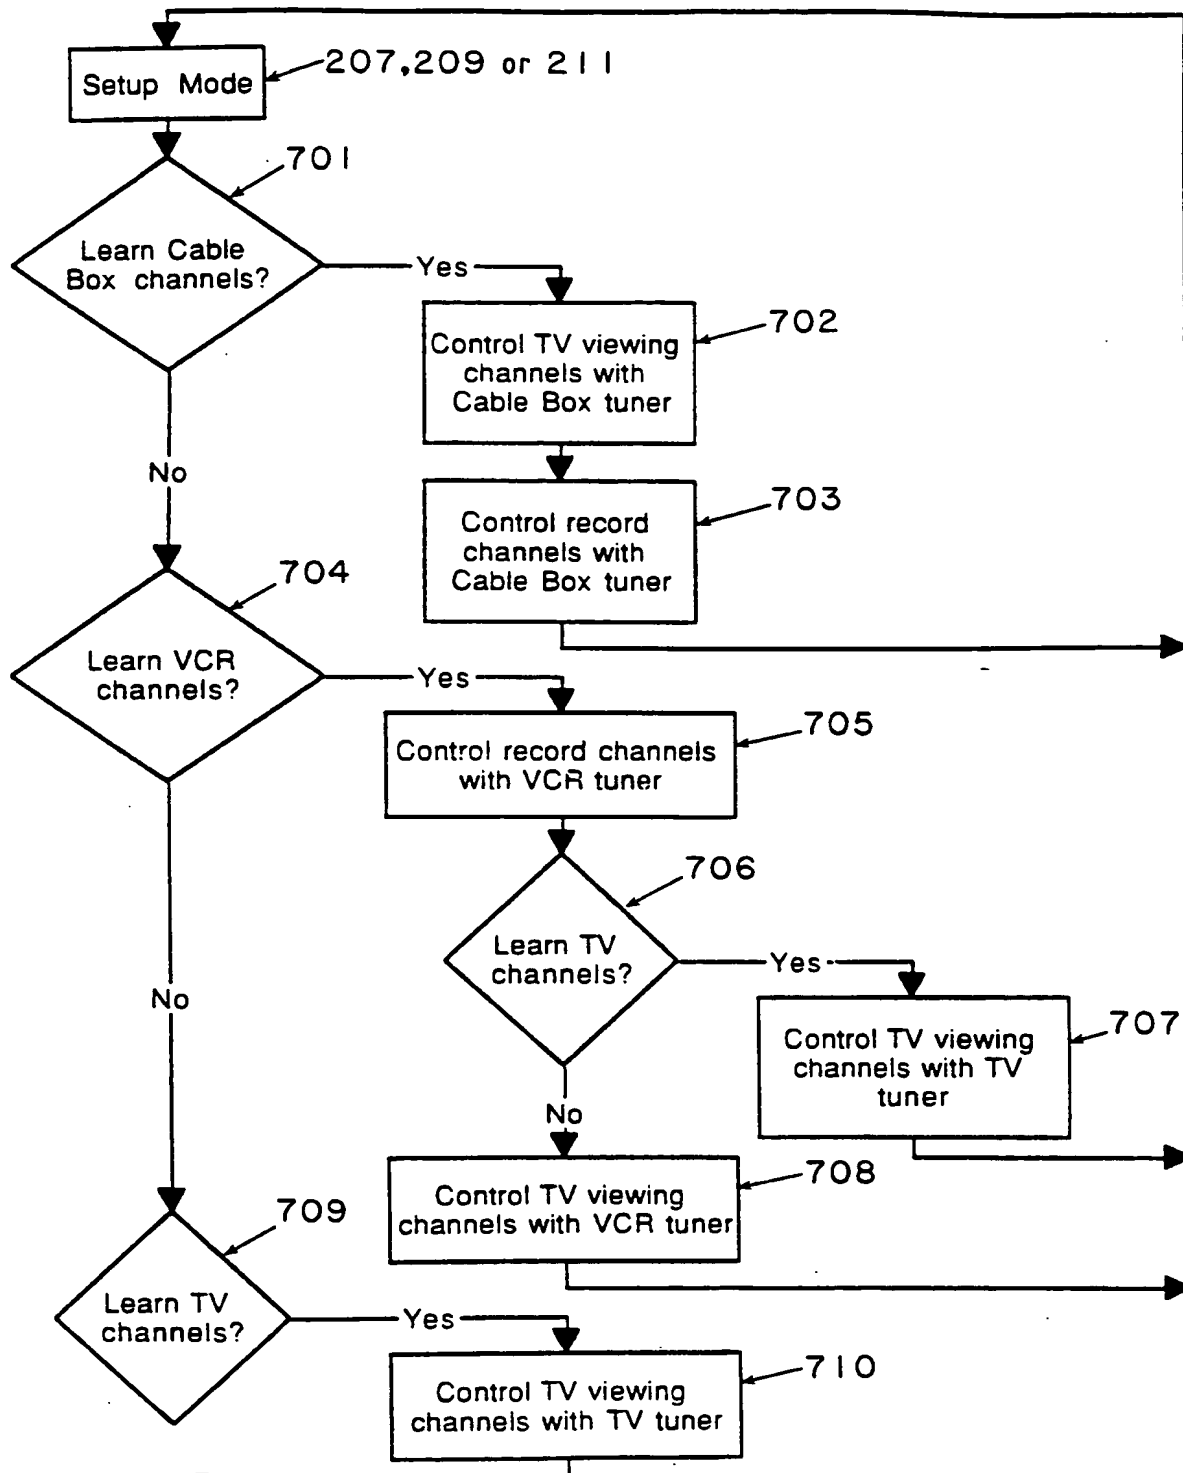 207,209 or 211
Setup Mode
701
Learn Cable
Box channels?
Yes
702
Control TV viewing
channels with
Cable Box tuner
No
703
Control record
channels with
Cable Box tuner
704
Learn VCR
channels?
Yes
705
Control record channels
with VCR tuner
706
Learn TV
channels?
Yes
No
707
Control TV viewing
channels with TV
tuner
No
708
Control TV viewing
channels with VCR tuner
709
Learn TV
channels?
Yes
710
Control TV viewing
channels with TV tuner